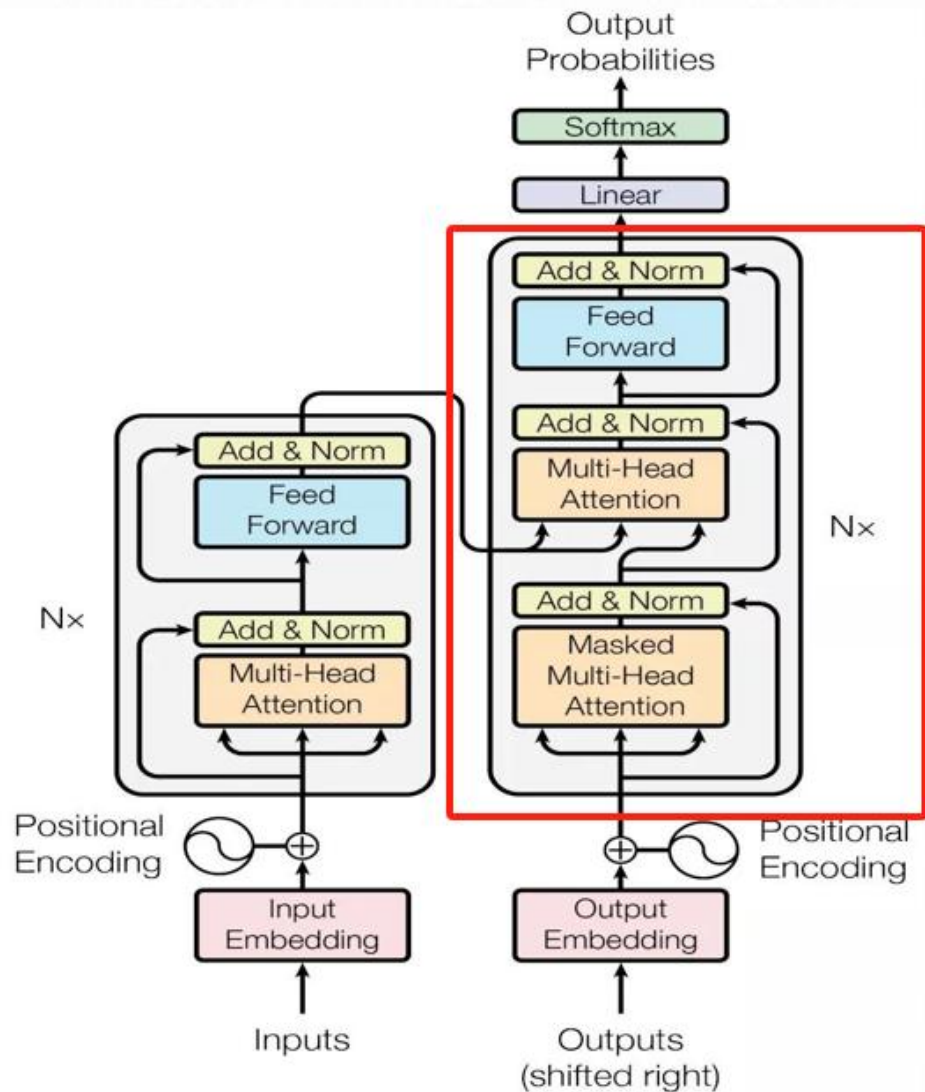 Output
Probabilities
Softmax
Linear
Add & Norm
Feed
Forward
Add & Norm
Multi-Head
Attention
Nx
Add & Norm
Masked
Multi-Head
Attention
Add & Norm
Feed
Forward
Nx
Add & Norm
Multi-Head
Attention
Positional
Encoding
Positional
Encoding
Input
Embedding
Output
Embedding
Inputs
Outputs
(shifted right)